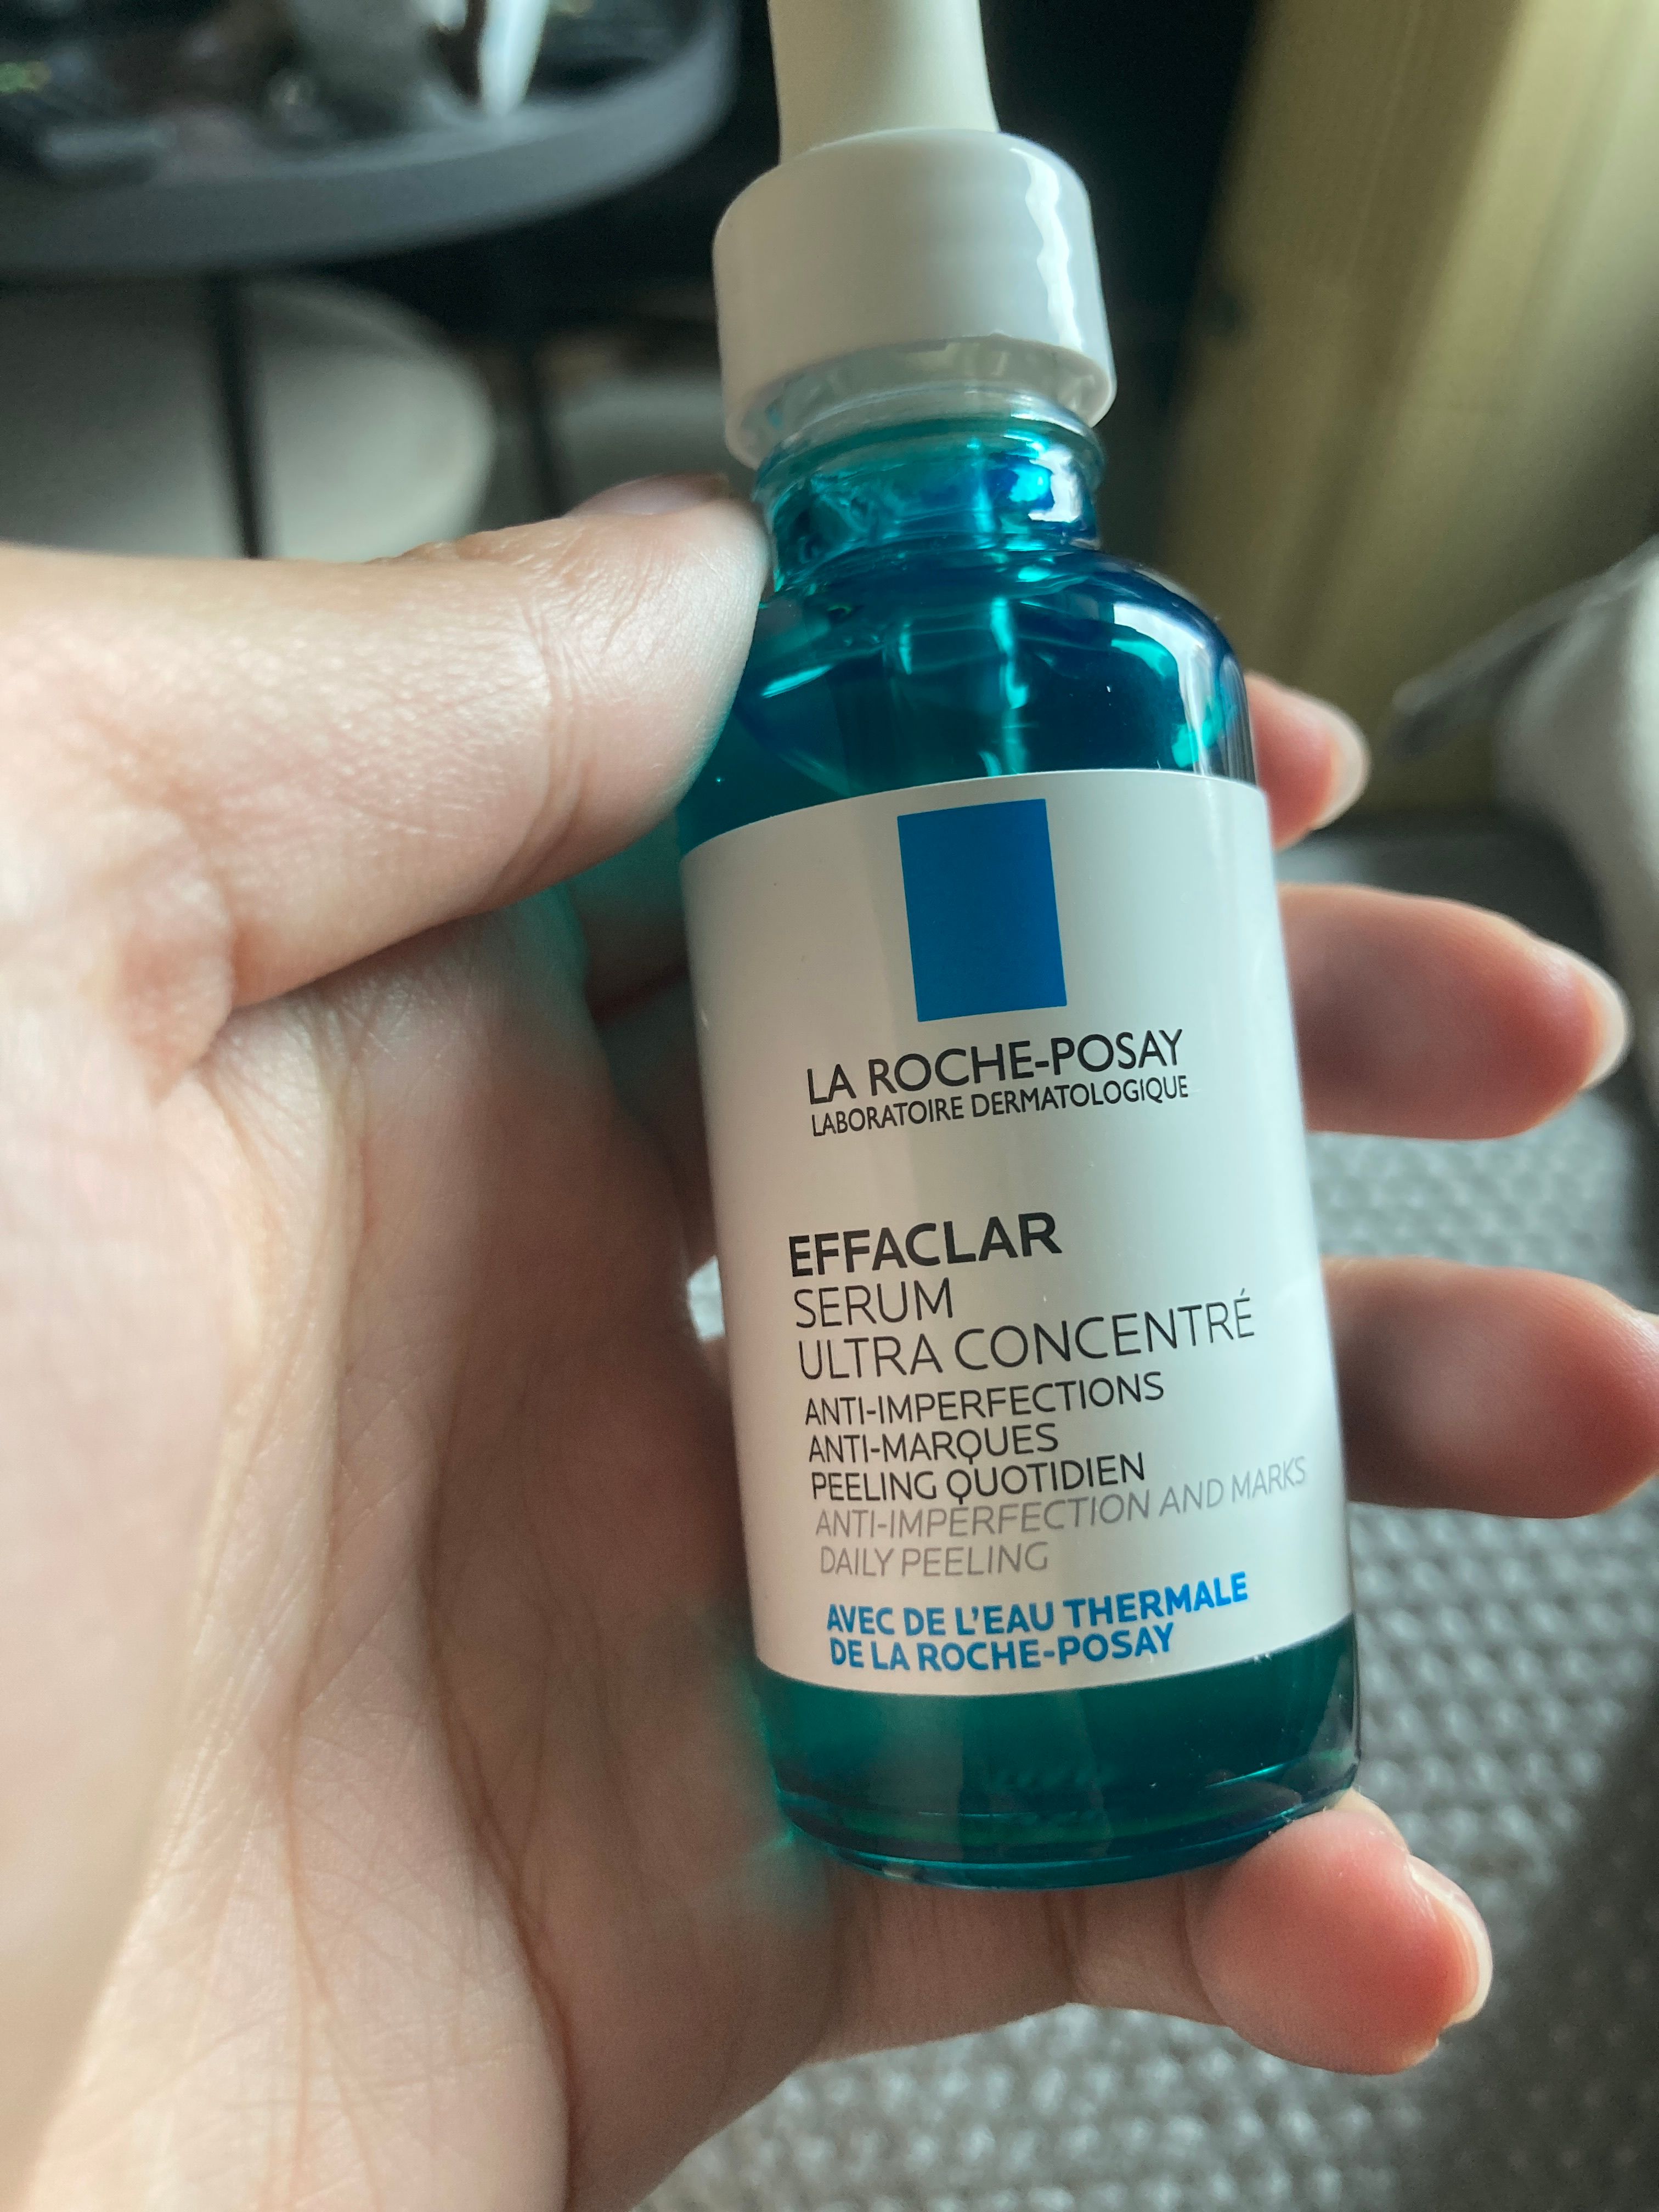 LA ROCHE-POSAY
LABORATOIRE DERMATOLOGIQUE
EFFACLAR
SERUM
ULTRA CONCENTRÉ
ANTI-IMPERFECTIONS
ANTI-MARQUES
PEELING QUOTIDIEN
ANTI-IMPERFECTION AND MARKS
DAILY PEELING
AVEC DE L'EAU THERMALE
DE LA ROCHE-POSAY